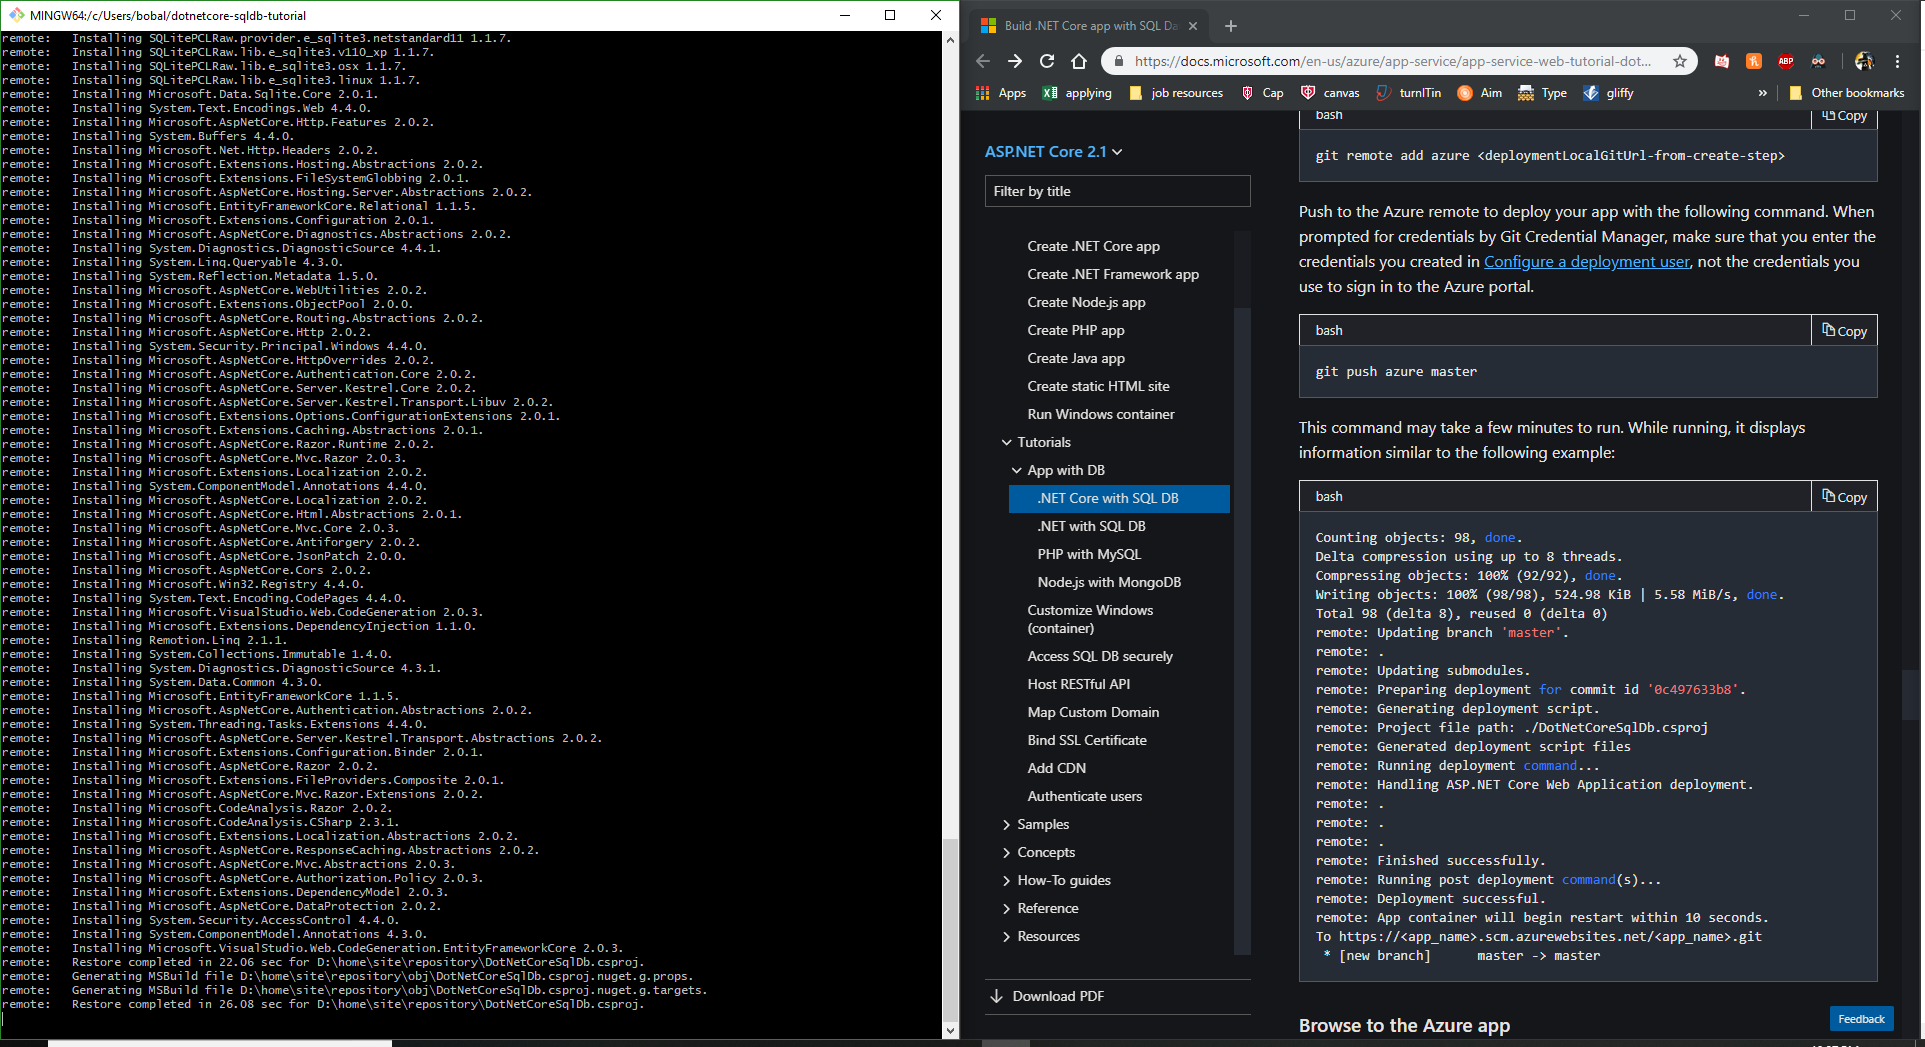 MINGW64:/c/Users/bobal/dotnetcore-sqldb-tutorial
remote:   Installing SQLitePCLRaw.provider.e_sqlite3.netstandard11 1.1.7.
remote:   Installing SQLitePCLRaw.lib.e_sqlite3.v110_xp 1.1.7.
remote:   Installing SQLitePCLRaw.lib.e_sqlite3.osx 1.1.7.
remote:   Installing SQLitePCLRaw.lib.e_sqlite3.linux 1.1.7.
remote:   Installing Microsoft.Data.Sqlite.Core 2.0.1.
remote:   Installing System.Text.Encodings.Web 4.4.0.
remote:   Installing Microsoft.AspNetCore.Http.Features 2.0.2.
remote:   Installing System.Buffers 4.4.0.
remote:   Installing Microsoft.Net.Http.Headers 2.0.2.
remote:   Installing Microsoft.Extensions.Hosting.Abstractions 2.0.2.
remote:   Installing Microsoft.Extensions.FileSystemGlobbing 2.0.1.
remote:   Installing Microsoft.AspNetCore.Hosting.Server.Abstractions 2.0.2.
remote:   Installing Microsoft.EntityFrameworkCore.Relational 1.1.5.
remote:   Installing Microsoft.Extensions.Configuration 2.0.1.
remote:   Installing Microsoft.AspNetCore.Diagnostics.Abstractions 2.0.2.
remote:   Installing System.Diagnostics.DiagnosticSource 4.4.1.
remote:   Installing System.Linq.Queryable 4.3.0.
remote:   Installing System.Reflection.Metadata 1.5.0.
remote:   Installing Microsoft.AspNetCore.WebUtilities 2.0.2.
remote:   Installing Microsoft.Extensions.ObjectPool 2.0.0.
remote:   Installing Microsoft.AspNetCore.Routing.Abstractions 2.0.2.
remote:   Installing Microsoft.AspNetCore.Http 2.0.2.
remote:   Installing System.Security.Principal.Windows 4.4.0.
remote:   Installing Microsoft.AspNetCore.HttpOverrides 2.0.2.
remote:   Installing Microsoft.AspNetCore.Authentication.Core 2.0.2.
remote:   Installing Microsoft.AspNetCore.Server.Kestrel.Core 2.0.2.
remote:   Installing Microsoft.AspNetCore.Server.Kestrel.Transport.Libuv 2.0.2.
remote:   Installing Microsoft.Extensions.Options.ConfigurationExtensions 2.0.1.
remote:   Installing Microsoft.Extensions.Caching.Abstractions 2.0.1.
remote:   Installing Microsoft.AspNetCore.Razor.Runtime 2.0.2.
remote:   Installing Microsoft.AspNetCore.Mvc.Razor 2.0.3.
remote:   Installing Microsoft.Extensions.Localization 2.0.2.
remote:   Installing System.ComponentModel.Annotations 4.4.0.
remote:   Installing Microsoft.AspNetCore.Localization 2.0.2.
remote:   Installing Microsoft.AspNetCore.Html.Abstractions 2.0.1.
remote:   Installing Microsoft.AspNetCore.Mvc.Core 2.0.3.
remote:   Installing Microsoft.AspNetCore.Antiforgery 2.0.2.
remote:   Installing Microsoft.AspNetCore.JsonPatch 2.0.0.
remote:   Installing Microsoft.AspNetCore.Cors 2.0.2.
remote:   Installing Microsoft.Win32.Registry 4.4.0.
remote:   Installing System.Text.Encoding.CodePages 4.4.0.
remote:   Installing Microsoft.VisualStudio.Web.CodeGeneration 2.0.3.
remote:   Installing Microsoft.Extensions.DependencyInjection 1.1.0.
remote:   Installing Remotion.Linq 2.1.1.
remote:   Installing System.Collections.Immutable 1.4.0.
remote:   Installing System.Diagnostics.DiagnosticSource 4.3.1.
remote:   Installing System.Data.Common 4.3.0.
remote:   Installing Microsoft.EntityFrameworkCore 1.1.5.
remote:   Installing Microsoft.AspNetCore.Authentication.Abstractions 2.0.2.
remote:   Installing System.Threading.Tasks.Extensions 4.4.0.
remote:   Installing Microsoft.AspNetCore.Server.Kestrel.Transport.Abstractions 2.0.2.
remote:   Installing Microsoft.Extensions.Configuration.Binder 2.0.1.
remote:   Installing Microsoft.AspNetCore.Razor 2.0.2.
remote:   Installing Microsoft.Extensions.FileProviders.Composite 2.0.1.
remote:   Installing Microsoft.AspNetCore.Mvc.Razor.Extensions 2.0.2.
remote:   Installing Microsoft.CodeAnalysis.Razor 2.0.2.
remote:   Installing Microsoft.CodeAnalysis.CSharp 2.3.1.
remote:   Installing Microsoft.Extensions.Localization.Abstractions 2.0.2.
remote:   Installing Microsoft.AspNetCore.ResponseCaching.Abstractions 2.0.2.
remote:   Installing Microsoft.AspNetCore.Mvc.Abstractions 2.0.3.
remote:   Installing Microsoft.AspNetCore.Authorization.Policy 2.0.3.
remote:   Installing Microsoft.Extensions.DependencyModel 2.0.3.
remote:   Installing Microsoft.AspNetCore.DataProtection 2.0.2.
remote:   Installing System.Security.AccessControl 4.4.0.
remote:   Installing System.ComponentModel.Annotations 4.3.0.
remote:   Installing Microsoft.VisualStudio.Web.CodeGeneration.EntityFrameworkCore 2.0.3.
remote:   Restore completed in 22.06 sec for D:\home\site\repository\DotNetCoreSqlDb.csproj.
remote:   Generating MSBuild file D:\home\site\repository\obj\DotNetCoreSqlDb.csproj.nuget.g.props.
remote:   Generating MSBuild file D:\home\site\repository\obj\DotNetCoreSqlDb.csproj.nuget.g.targets.
remote:   Restore completed in 26.08 sec for D:\home\site\repository\DotNetCoreSqlDb.csproj.
Build .NET Core app with SQL Da
https://docs.microsoft.com/en-us/azure/app-service/app-service-web-tutorial-dot...
ABP
Apps applying job resources Cap canvas turnITin Aim Type gliffy » Other bookmarks
ASP.NET Core 2.1
Filter by title
Create .NET Core app
Create .NET Framework app
Create Node.js app
Create PHP app
Create Java app
Create static HTML site
Run Windows container
Tutorials
App with DB
.NET Core with SQL DB
.NET with SQL DB
PHP with MySQL
Node.js with MongoDB
Customize Windows
(container)
Access SQL DB securely
Host RESTful API
Map Custom Domain
Bind SSL Certificate
Add CDN
Authenticate users
Samples
Concepts
How-To guides
Reference
Resources
Download PDF
bash Copy
git remote add azure <deploymentLocalGitUrl-from-create-step>
Push to the Azure remote to deploy your app with the following command. When
prompted for credentials by Git Credential Manager, make sure that you enter the
credentials you created in Configure a deployment user, not the credentials you
use to sign in to the Azure portal.
bash Copy
git push azure master
This command may take a few minutes to run. While running, it displays
information similar to the following example:
bash Copy
Counting objects: 98, done.
Delta compression using up to 8 threads.
Compressing objects: 100% (92/92), done.
Writing objects: 100% (98/98), 524.98 KiB | 5.58 MiB/s, done.
Total 98 (delta 8), reused 0 (delta 0)
remote: Updating branch 'master'.
remote: .
remote: Updating submodules.
remote: Preparing deployment for commit id '0c497633b8'.
remote: Generating deployment script.
remote: Project file path: ./DotNetCoreSqlDb.csproj
remote: Generated deployment script files
remote: Running deployment command...
remote: Handling ASP.NET Core Web Application deployment.
remote: .
remote: .
remote: .
remote: Finished successfully.
remote: Running post deployment command(s)...
remote: Deployment successful.
remote: App container will begin restart within 10 seconds.
To https://<app_name>.scm.azurewebsites.net/<app_name>.git
 * [new branch]      master -> master
Browse to the Azure app
Feedback